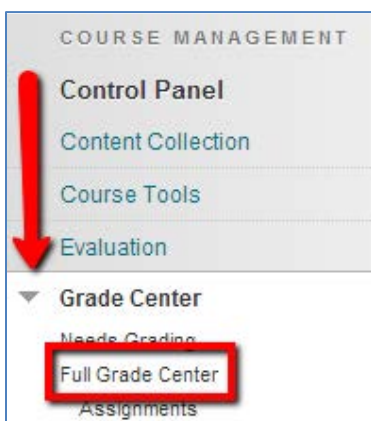 COURSE MANAGEMENT
Control Panel
Content Collection
Course Tools
Evaluation
Grade Center
Needs Grading
Full Grade Center
Assignments